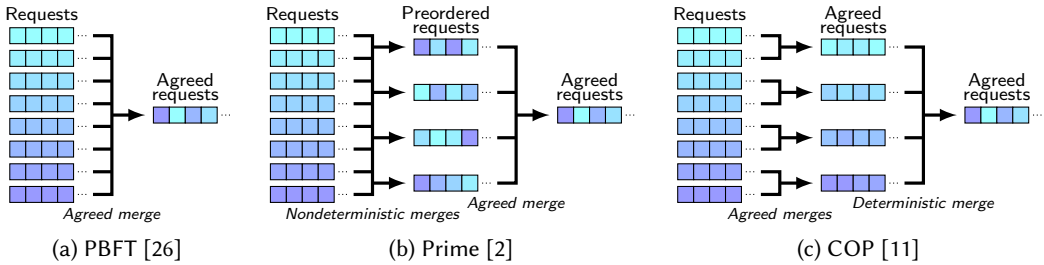 Requests
Agreed
requests
Agreed merge
(a) PBFT [26]
Requests
Preordered
requests
Agreed
requests
Nondeterministic merges
Agreed merge
(b) Prime [2]
Requests
Agreed
requests
Agreed
requests
Agreed merges
Deterministic merge
(c) COP [11]